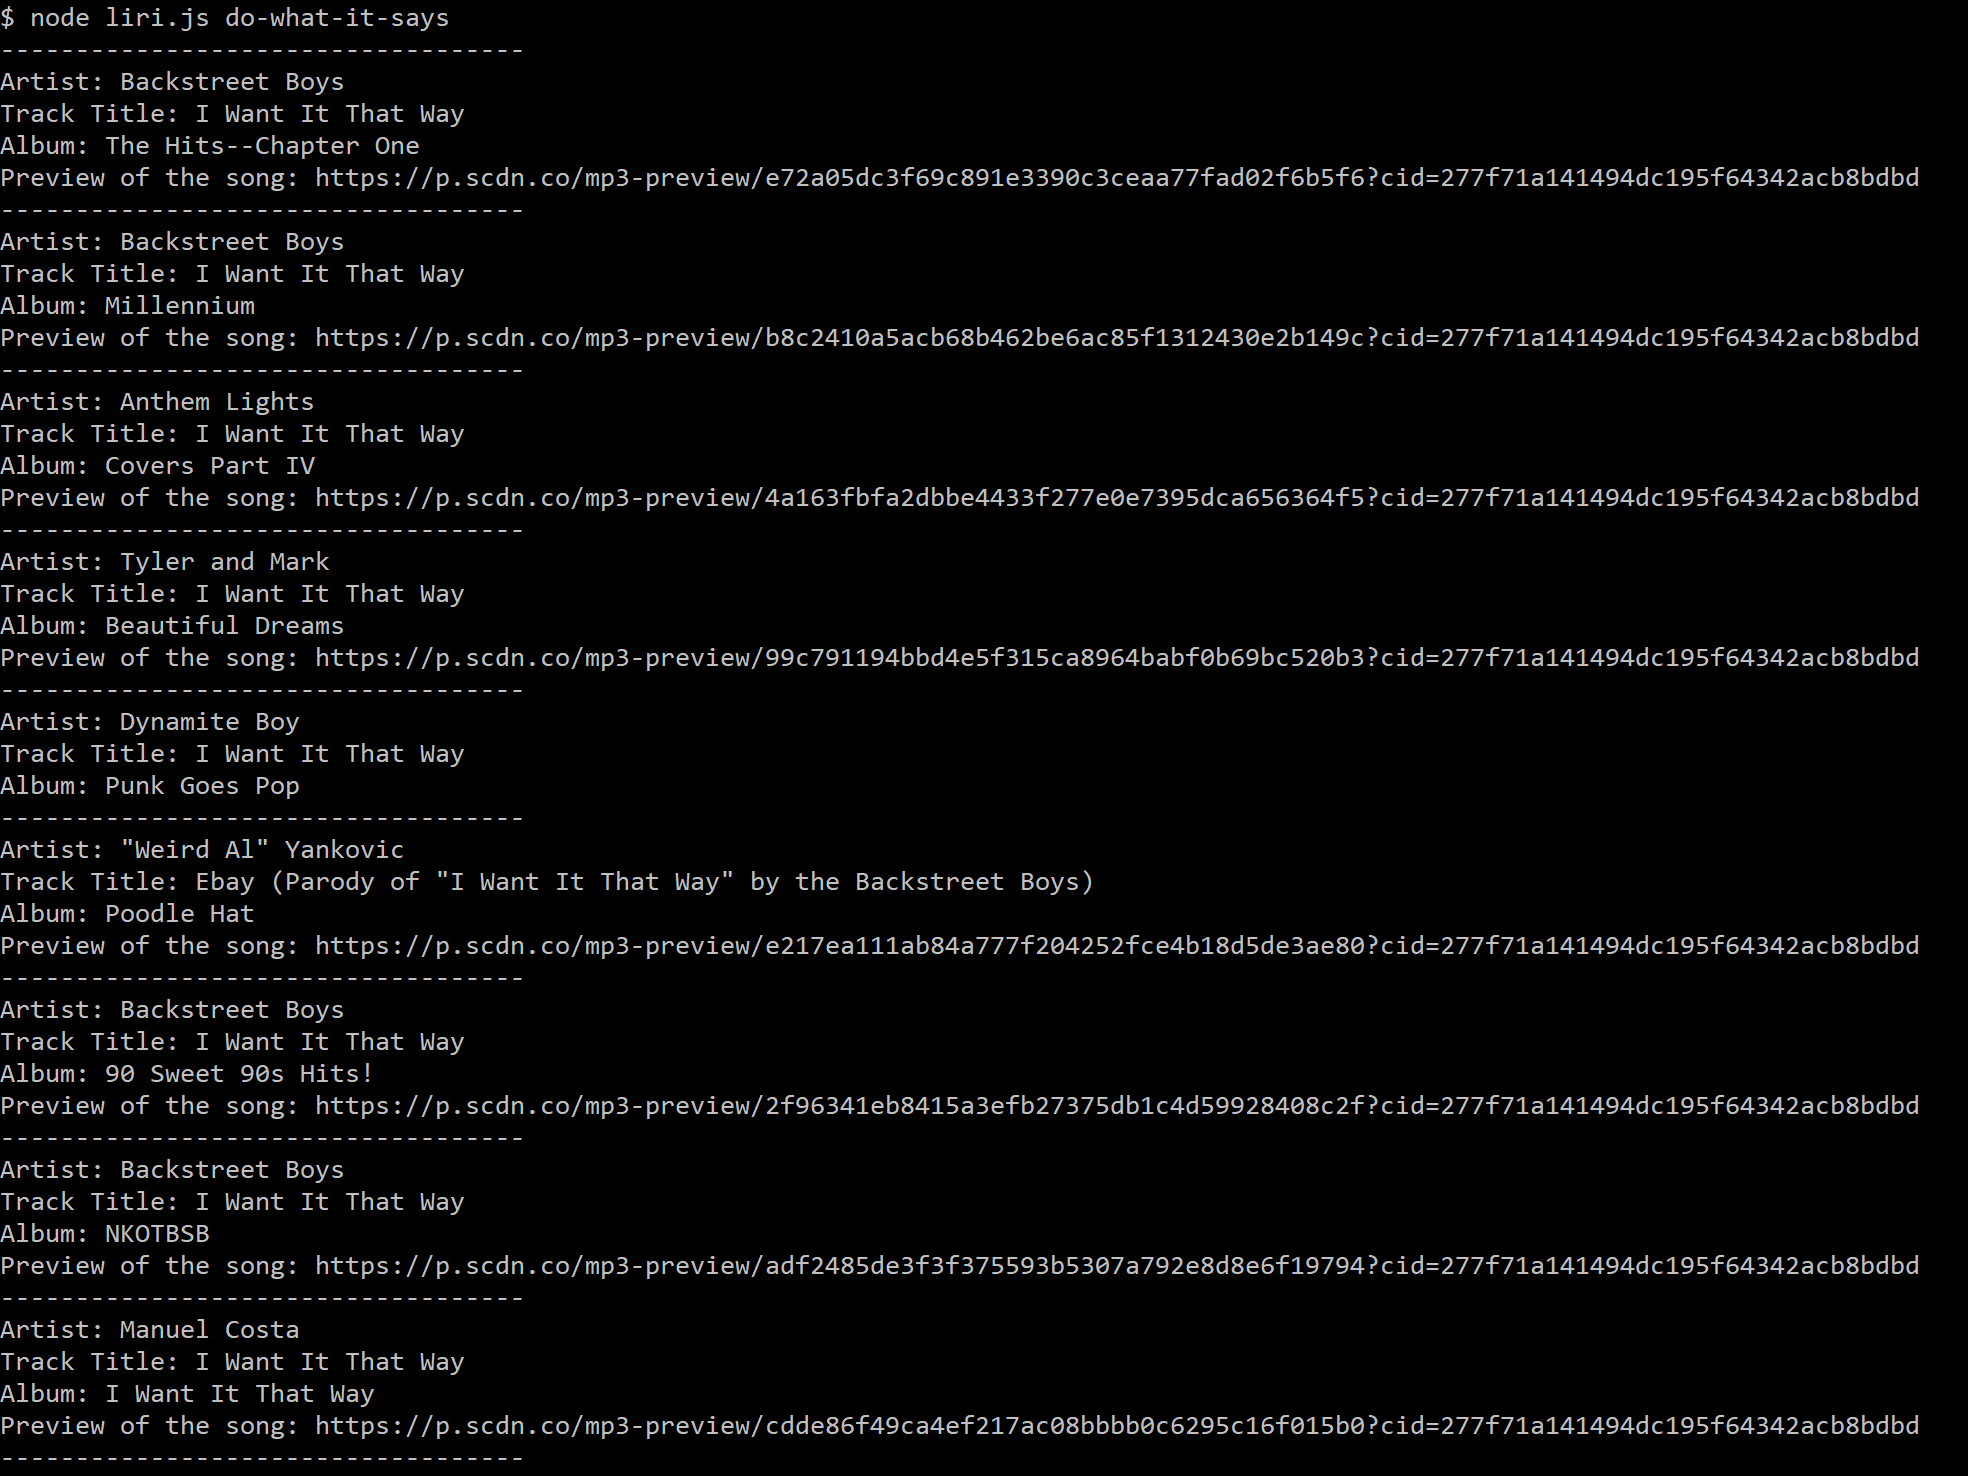 $ node liri.js do-what-it-says
-----------------------------------
Artist: Backstreet Boys
Track Title: I Want It That Way
Album: The Hits--Chapter One
Preview of the song: https://p.scdn.co/mp3-preview/e72a05dc3f69c891e3390c3ceaa77fad02f6b5f6?cid=277f71a141494dc195f64342acb8bdbd
-----------------------------------
Artist: Backstreet Boys
Track Title: I Want It That Way
Album: Millennium
Preview of the song: https://p.scdn.co/mp3-preview/b8c2410a5acb68b462be6ac85f1312430e2b149c?cid=277f71a141494dc195f64342acb8bdbd
-----------------------------------
Artist: Anthem Lights
Track Title: I Want It That Way
Album: Covers Part IV
Preview of the song: https://p.scdn.co/mp3-preview/4a163fbfa2dbbe4433f277e0e7395dca656364f5?cid=277f71a141494dc195f64342acb8bdbd
-----------------------------------
Artist: Tyler and Mark
Track Title: I Want It That Way
Album: Beautiful Dreams
Preview of the song: https://p.scdn.co/mp3-preview/99c791194bbd4e5f315ca8964babf0b69bc520b3?cid=277f71a141494dc195f64342acb8bdbd
-----------------------------------
Artist: Dynamite Boy
Track Title: I Want It That Way
Album: Punk Goes Pop
-----------------------------------
Artist: "Weird Al" Yankovic
Track Title: Ebay (Parody of "I Want It That Way" by the Backstreet Boys)
Album: Poodle Hat
Preview of the song: https://p.scdn.co/mp3-preview/e217ea111ab84a777f204252fce4b18d5de3ae80?cid=277f71a141494dc195f64342acb8bdbd
-----------------------------------
Artist: Backstreet Boys
Track Title: I Want It That Way
Album: 90 Sweet 90s Hits!
Preview of the song: https://p.scdn.co/mp3-preview/2f96341eb8415a3efb27375db1c4d59928408c2f?cid=277f71a141494dc195f64342acb8bdbd
-----------------------------------
Artist: Backstreet Boys
Track Title: I Want It That Way
Album: NKOTBSB
Preview of the song: https://p.scdn.co/mp3-preview/adf2485de3f3f375593b5307a792e8d8e6f19794?cid=277f71a141494dc195f64342acb8bdbd
-----------------------------------
Artist: Manuel Costa
Track Title: I Want It That Way
Album: I Want It That Way
Preview of the song: https://p.scdn.co/mp3-preview/cdde86f49ca4ef217ac08bbbb0c6295c16f015b0?cid=277f71a141494dc195f64342acb8bdbd
-----------------------------------